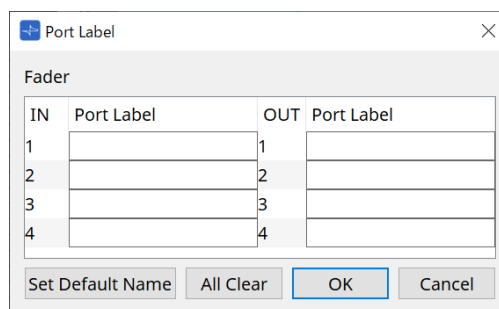 Port Label
Fader
IN Port Label OUT Port Label
1 1
2 2
3 3
4 4
Set Default Name All Clear OK Cancel